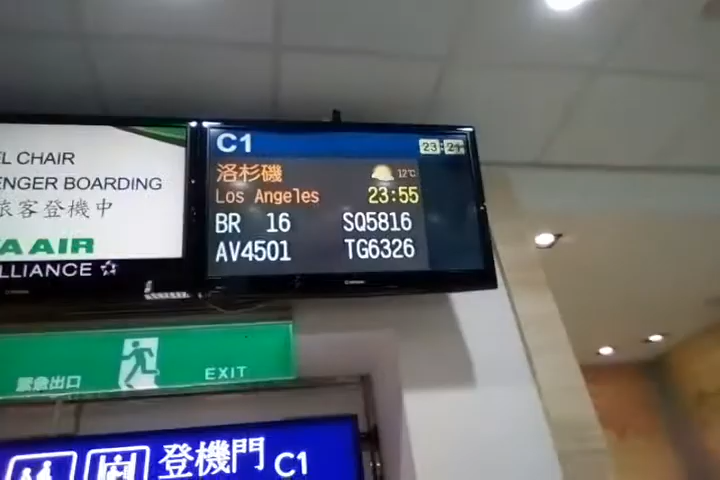 EL CHAIR
ENGER BOARDING
旅客登機中
A AIR
LLIANCE
C1
23:24
洛杉磯
12℃
Los Angeles 23:55
BR 16 SQ5816
AV4501 TG6326
緊急出口 EXIT
登機門 C1